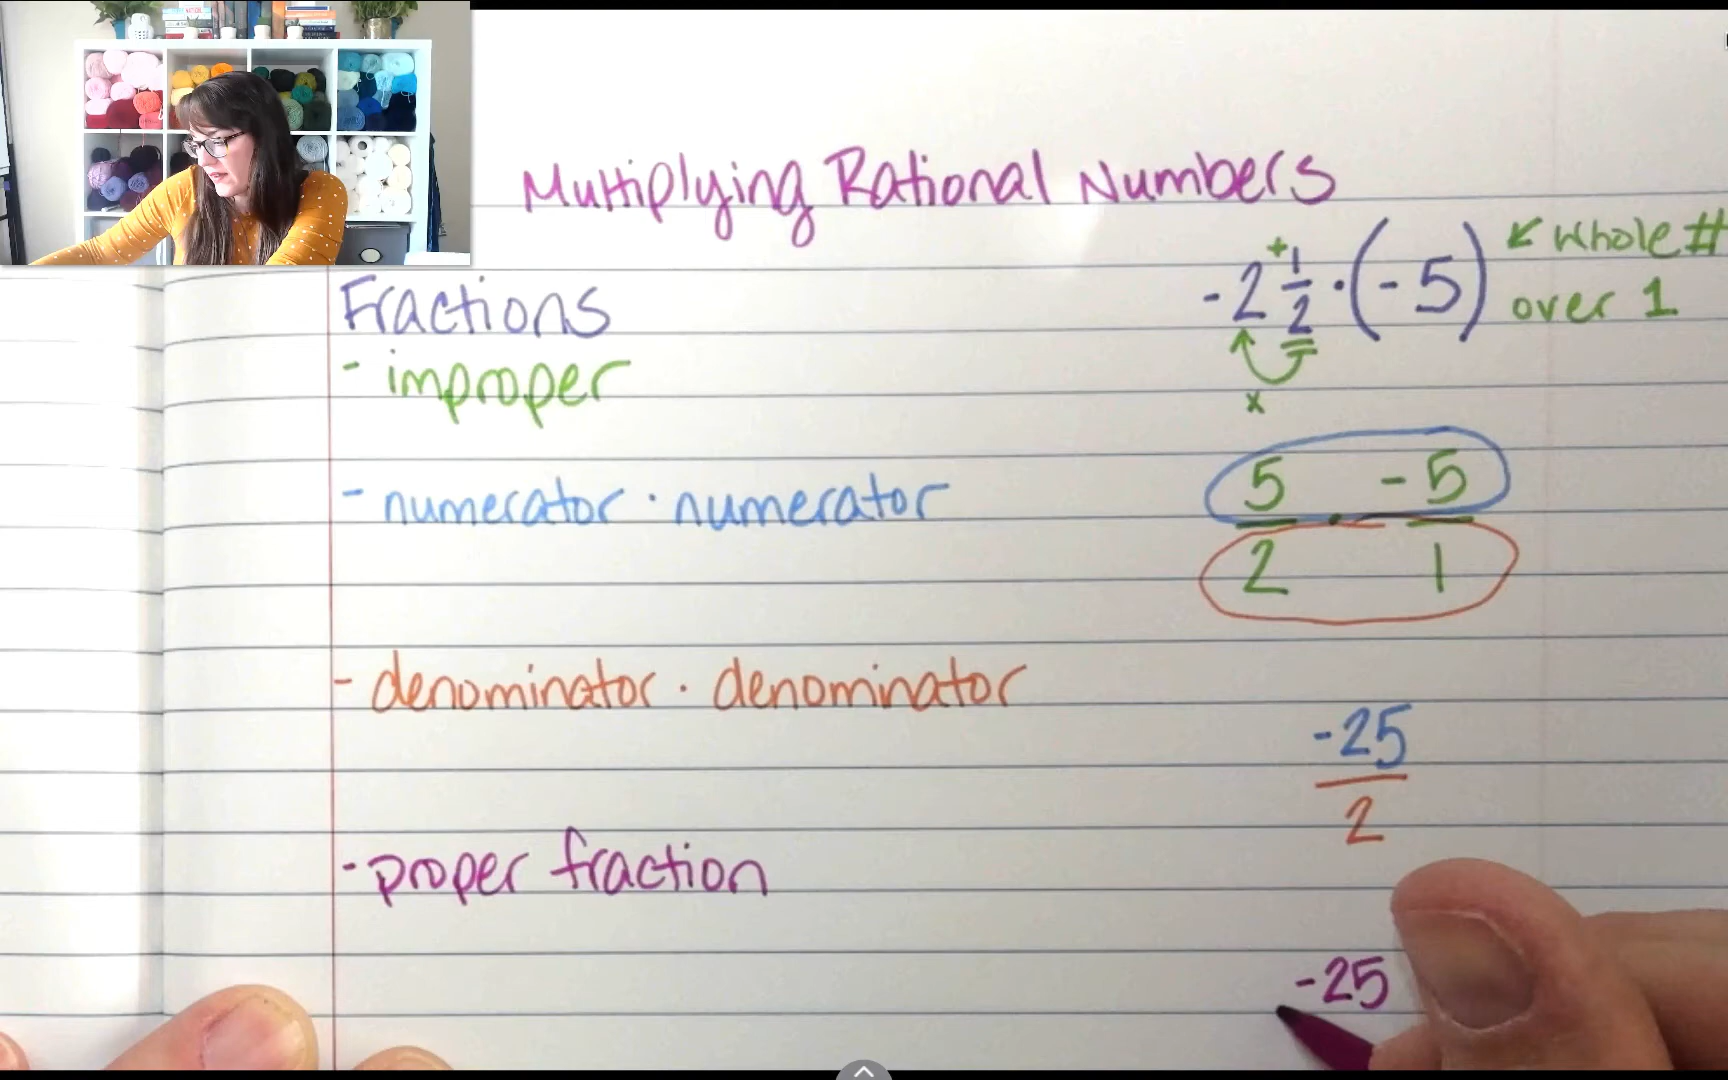 Multiplying Rational Numbers
Fractions
- improper
- numerator · numerator
- denominator · denominator
- proper fraction
+
-2 1/2 · (-5)
x
↙ Whole #
over 1
5/2 · -5/1
-25
2
-25